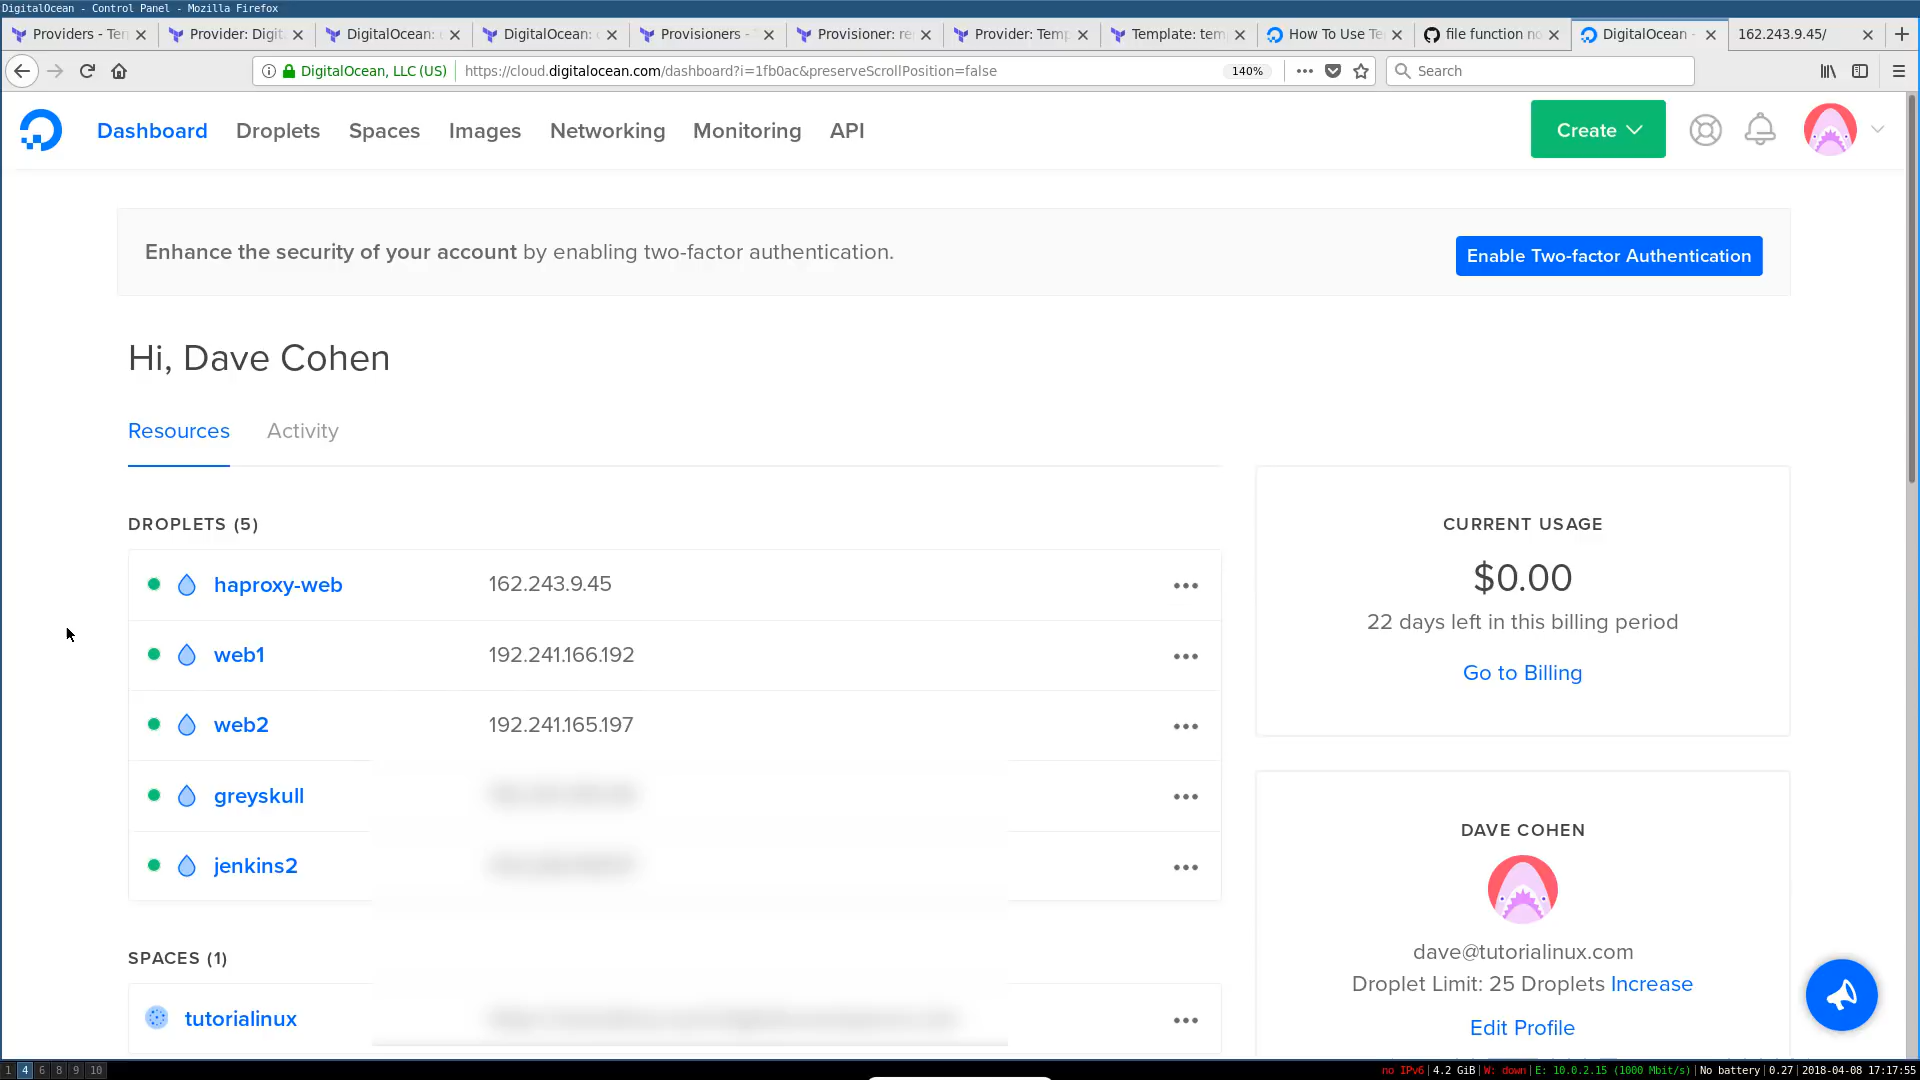 DigitalOcean - Control Panel - Mozilla Firefox
Providers - Ter
Provider: Digit
DigitalOcean:
DigitalOcean:
Provisioners -
Provisioner: re
Provider: Temp
Template: tem
How To Use Te
file function no
DigitalOcean -
162.243.9.45/
DigitalOcean, LLC (US)
https://cloud.digitalocean.com/dashboard?i=1fb0ac&preserveScrollPosition=false
140%
Search
Dashboard
Droplets
Spaces
Images
Networking
Monitoring
API
Create
Enhance the security of your account by enabling two-factor authentication.
Enable Two-factor Authentication
Hi, Dave Cohen
Resources
Activity
DROPLETS (5)
haproxy-web
162.243.9.45
web1
192.241.166.192
web2
192.241.165.197
greyskull
jenkins2
SPACES (1)
tutorialinux
CURRENT USAGE
$0.00
22 days left in this billing period
Go to Billing
DAVE COHEN
dave@tutorialinux.com
Droplet Limit: 25 Droplets Increase
Edit Profile
1 4 6 8 9 10
no IPv6 | 4.2 GiB | W: down | E: 10.0.2.15 (1000 Mbit/s) | No battery | 0.27 | 2018-04-08 17:17:55